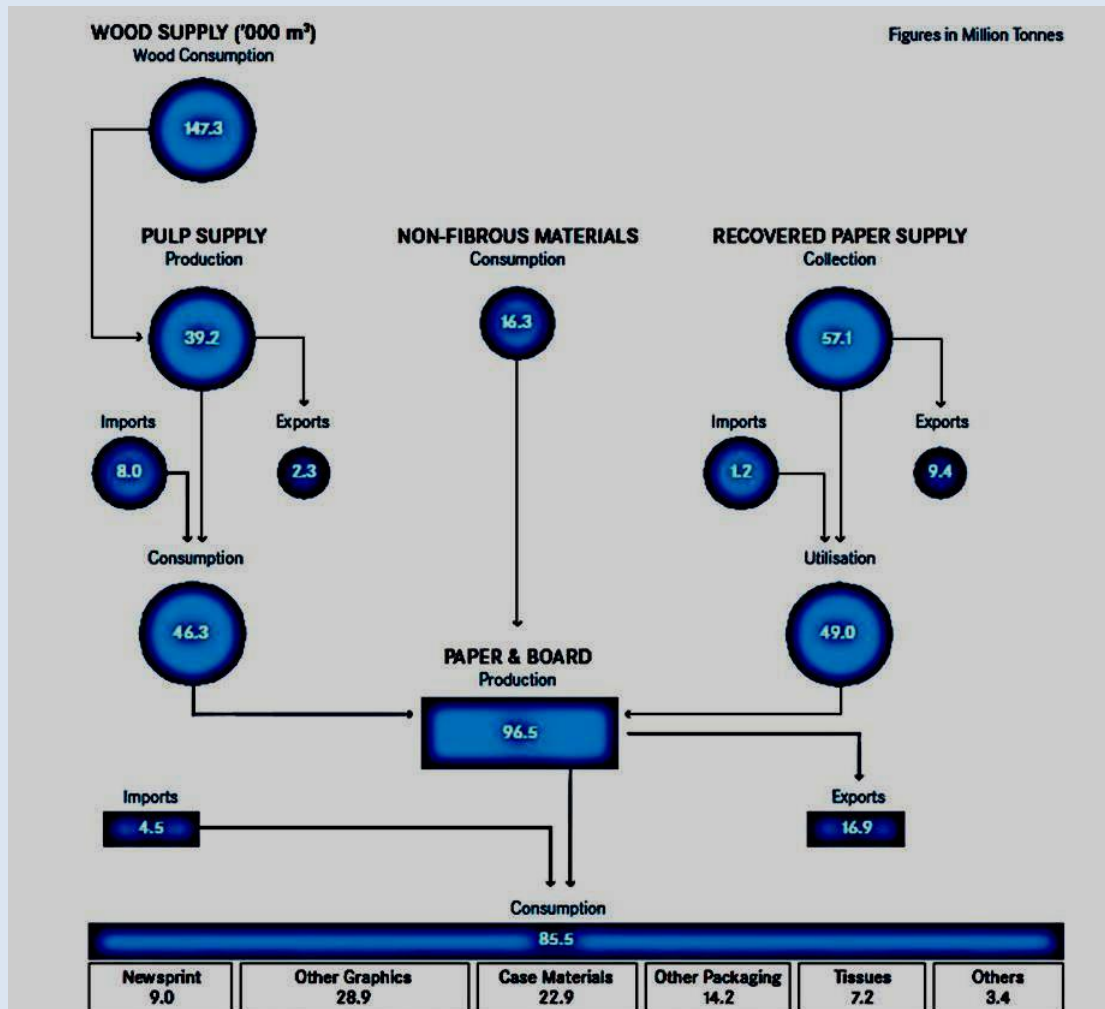 WOOD SUPPLY ('000 m³)
Wood Consumption
Figures in Million Tonnes
147.3
PULP SUPPLY
Production
NON-FIBROUS MATERIALS
Consumption
RECOVERED PAPER SUPPLY
Collection
39.2
16.3
57.1
Imports
Exports
Imports
Exports
8.0
2.3
1.2
9.4
Consumption
Utilisation
46.3
49.0
PAPER & BOARD
Production
96.5
Imports
Exports
4.5
16.9
Consumption
85.5
Newsprint
9.0
Other Graphics
28.9
Case Materials
22.9
Other Packaging
14.2
Tissues
7.2
Others
3.4